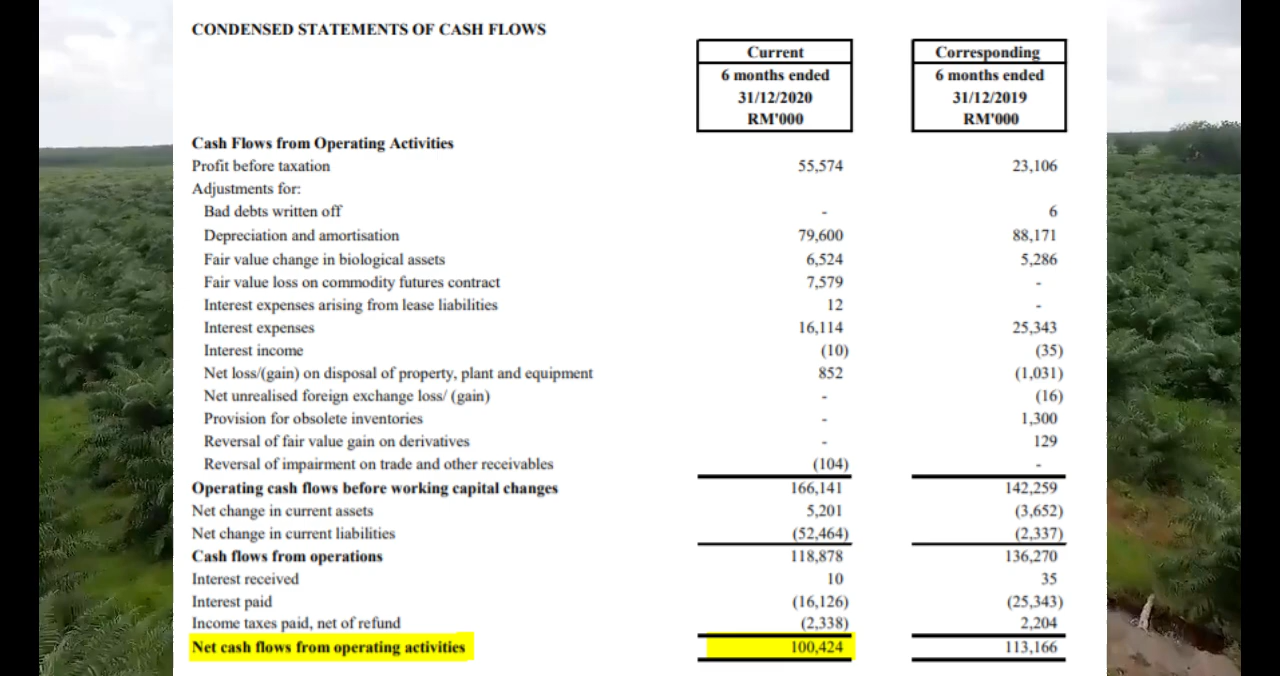 CONDENSED STATEMENTS OF CASH FLOWS
Current Corresponding
6 months ended 6 months ended
31/12/2020 31/12/2019
RM'000 RM'000
Cash Flows from Operating Activities
Profit before taxation 55,574 23,106
Adjustments for:
Bad debts written off - 6
Depreciation and amortisation 79,600 88,171
Fair value change in biological assets 6,524 5,286
Fair value loss on commodity futures contract 7,579 -
Interest expenses arising from lease liabilities 12 -
Interest expenses 16,114 25,343
Interest income (10) (35)
Net loss/(gain) on disposal of property, plant and equipment 852 (1,031)
Net unrealised foreign exchange loss/ (gain) - (16)
Provision for obsolete inventories - 1,300
Reversal of fair value gain on derivatives - 129
Reversal of impairment on trade and other receivables (104) -
Operating cash flows before working capital changes 166,141 142,259
Net change in current assets 5,201 (3,652)
Net change in current liabilities (52,464) (2,337)
Cash flows from operations 118,878 136,270
Interest received 10 35
Interest paid (16,126) (25,343)
Income taxes paid, net of refund (2,338) 2,204
Net cash flows from operating activities 100,424 113,166